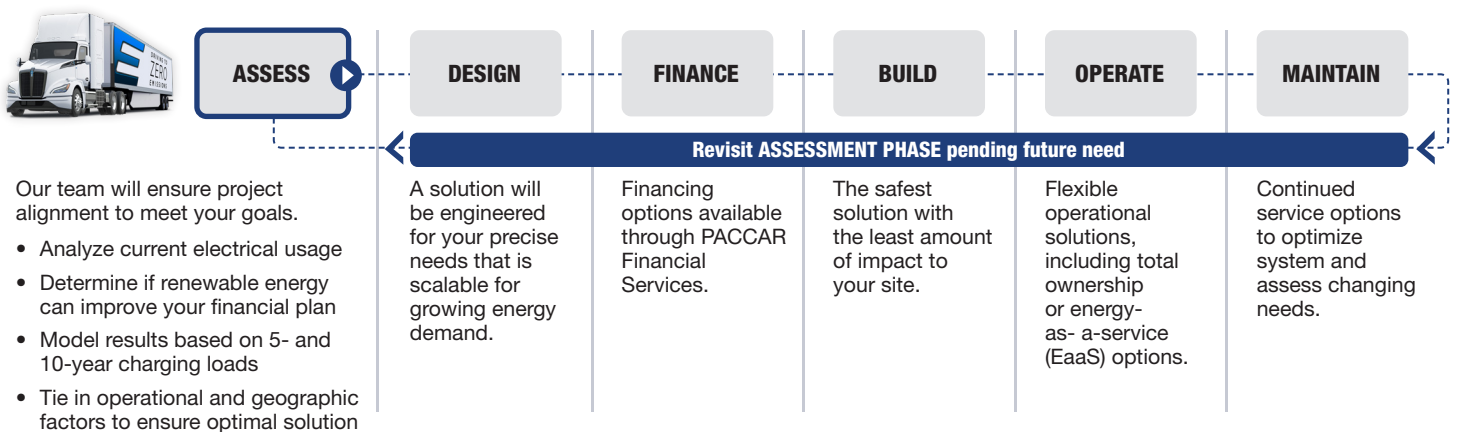 DRIVING TO
ZERO
EMISSIONS
ASSESS
DESIGN
FINANCE
BUILD
OPERATE
MAINTAIN
Revisit ASSESSMENT PHASE pending future need
Our team will ensure project
alignment to meet your goals.
• Analyze current electrical usage
• Determine if renewable energy
can improve your financial plan
• Model results based on 5- and
10-year charging loads
• Tie in operational and geographic
factors to ensure optimal solution
A solution will
be engineered
for your precise
needs that is
scalable for
growing energy
demand.
Financing
options available
through PACCAR
Financial
Services.
The safest
solution with
the least amount
of impact to
your site.
Flexible
operational
solutions,
including total
ownership
or energy-
as- a-service
(EaaS) options.
Continued
service options
to optimize
system and
assess changing
needs.